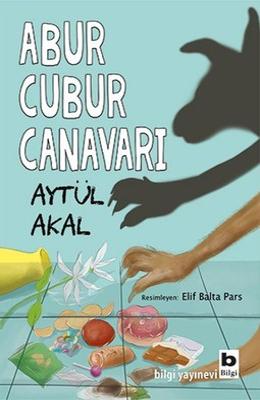 ABUR
CUBUR
CANAVARI
AYTÜL
AKAL
Resimleyen: Elif Balta Pars
bilgi yayınevi
b
Bilgi